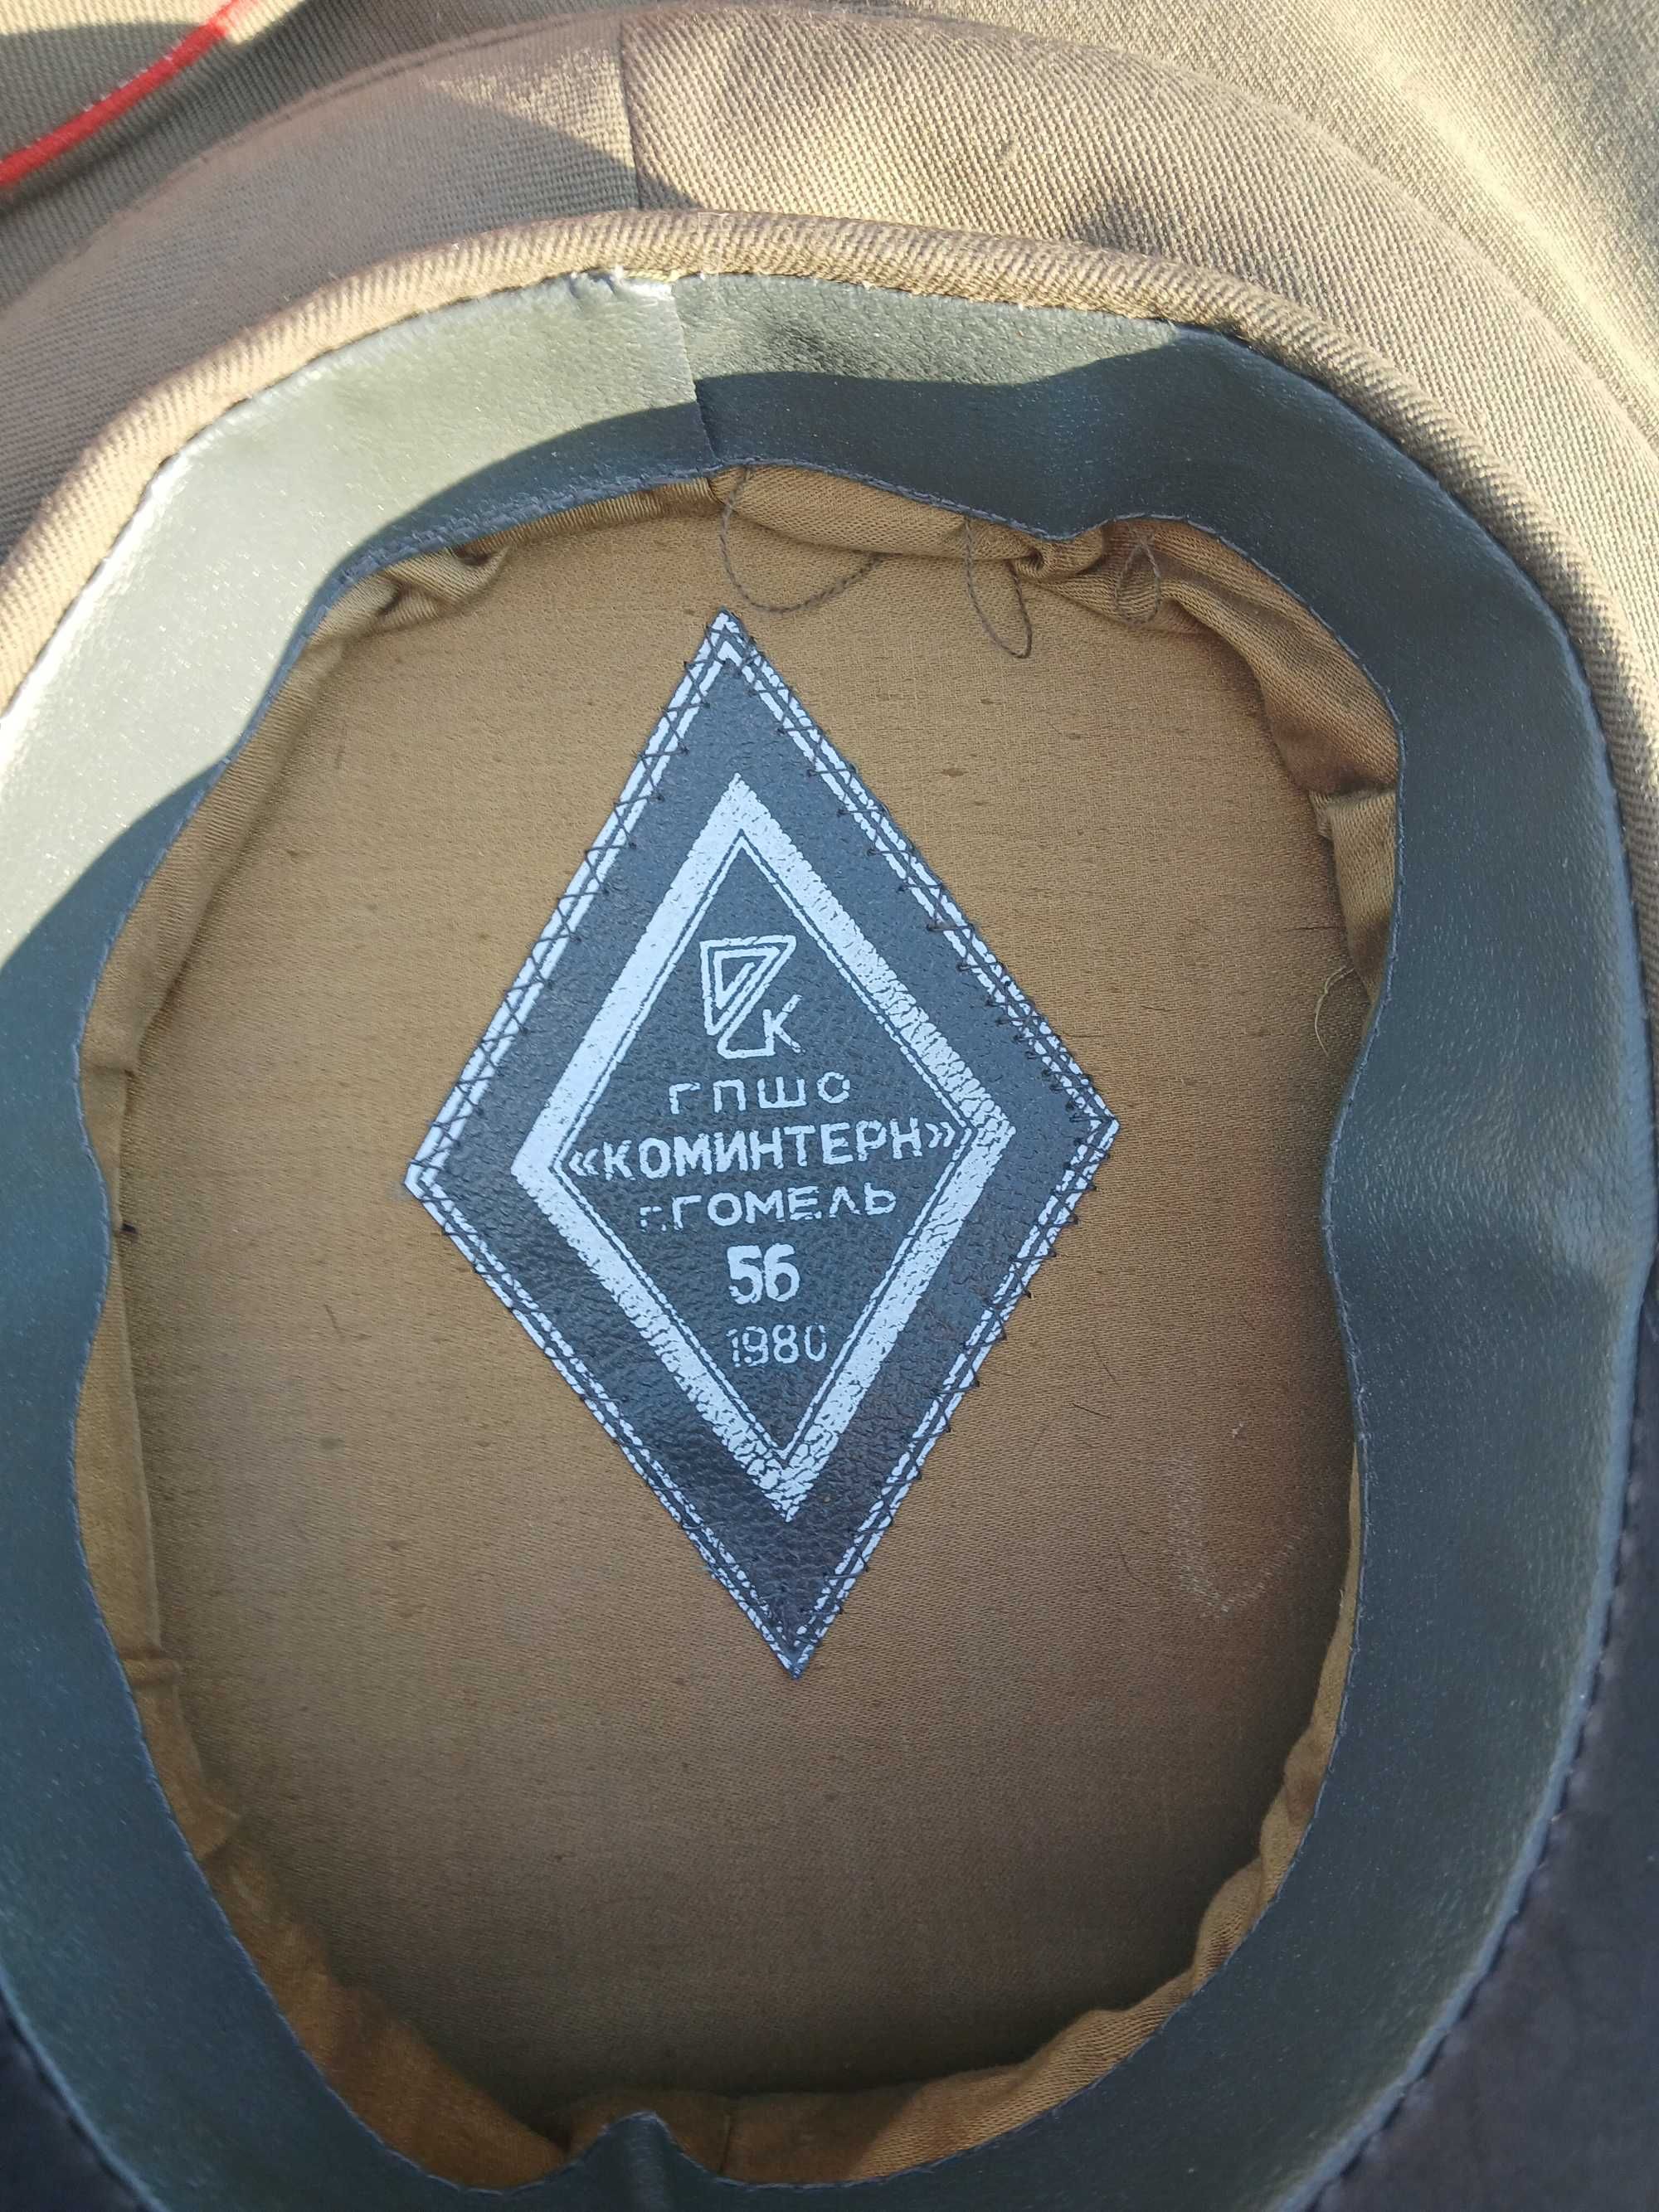 К
ГПШО
«КОМИНТЕРН»
г.ГОМЕЛЬ
56
1980